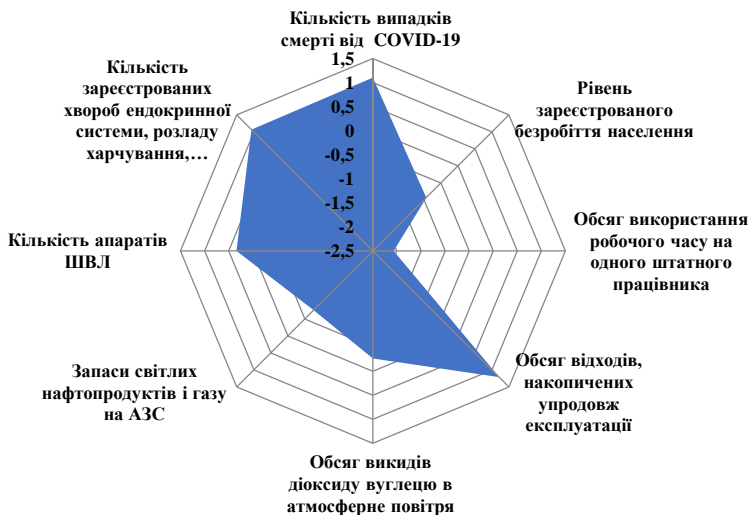 Кількість випадків
смерті від COVID-19
Рівень
зареєстрованого
безробіття населення
Обсяг використання
робочого часу на
одного штатного
працівника
Обсяг відходів,
накопичених
упродовж
експлуатації
Обсяг викидів
діоксиду вуглецю в
атмосферне повітря
Запаси світлих
нафтопродуктів і газу
на АЗС
Кількість апаратів
ШВЛ
Кількість
зареєстрованих
хвороб ендокринної
системи, розладу
харчування,…
1,5
1
0,5
0
-0,5
-1
-1,5
-2
-2,5